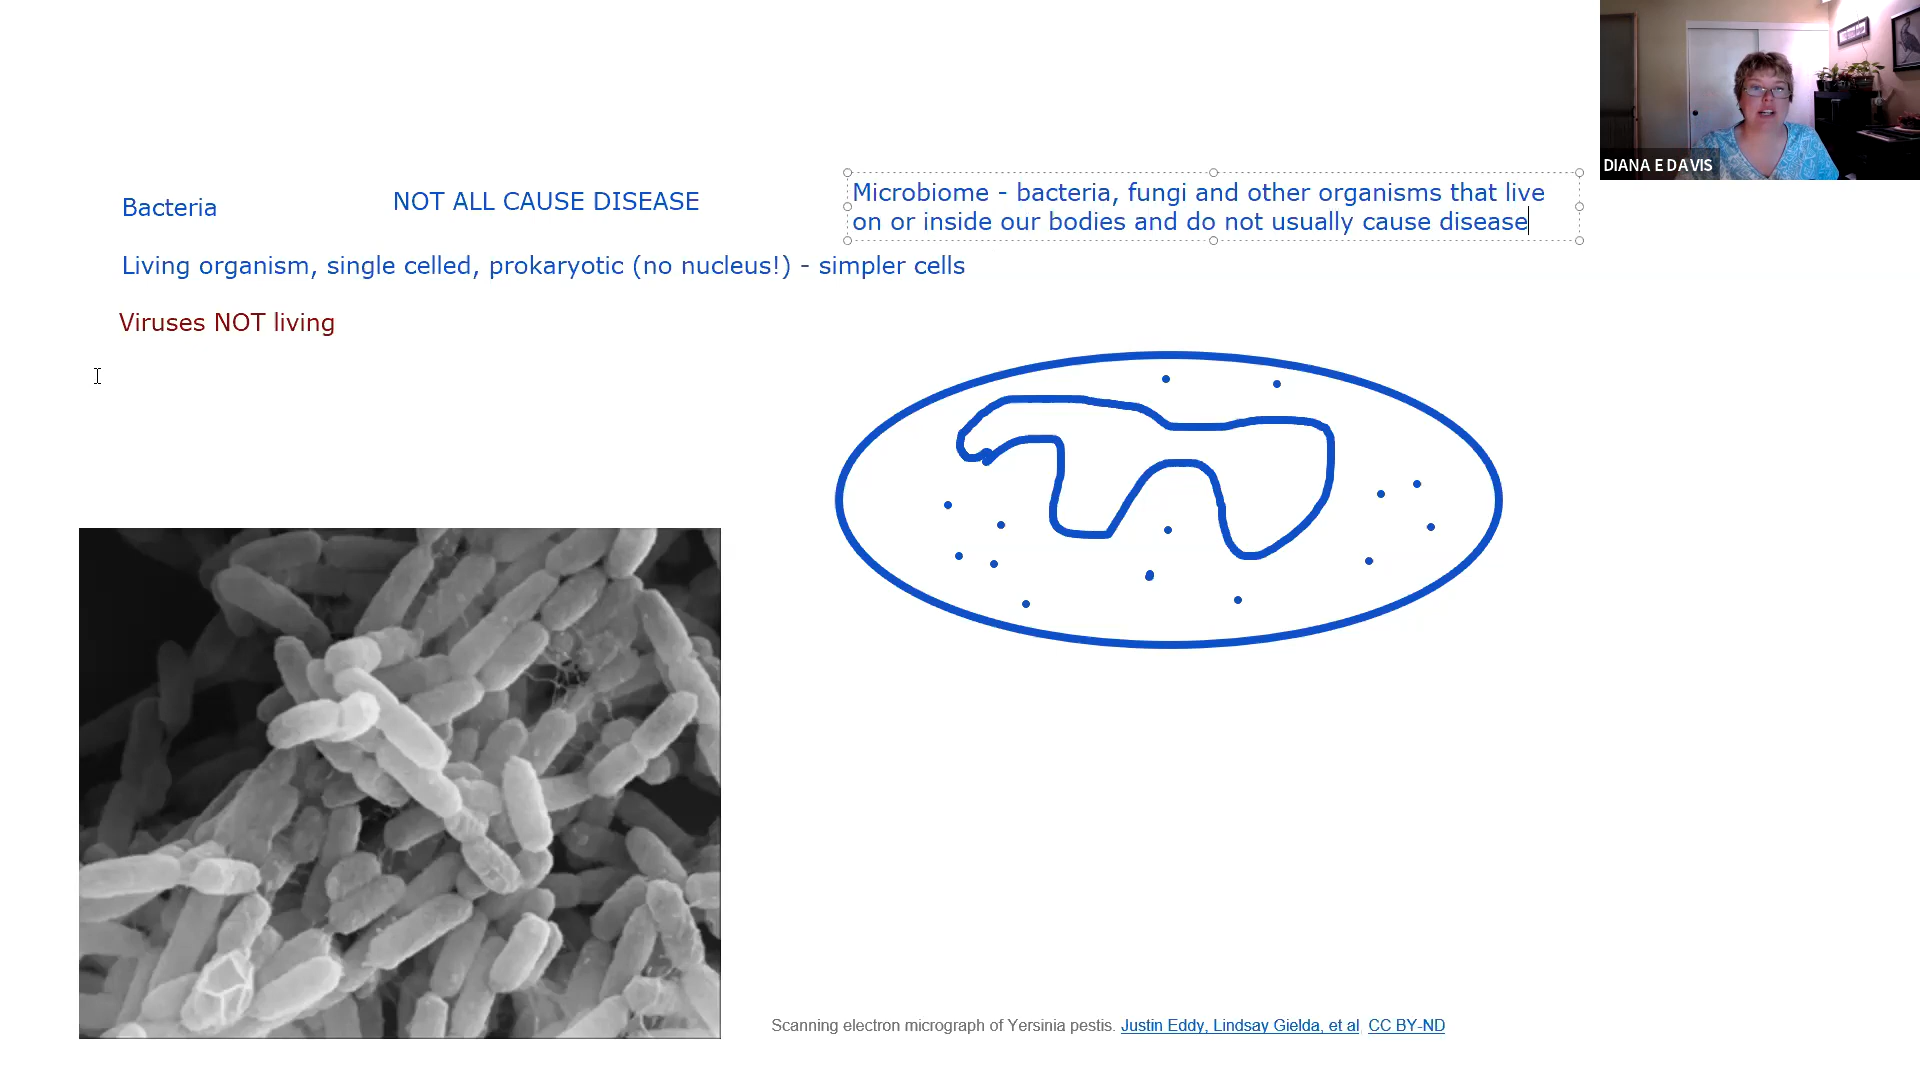 DIANA E DAVIS
Bacteria
NOT ALL CAUSE DISEASE
Microbiome - bacteria, fungi and other organisms that live
on or inside our bodies and do not usually cause disease
Living organism, single celled, prokaryotic (no nucleus!) - simpler cells
Viruses NOT living
Scanning electron micrograph of Yersinia pestis. Justin Eddy, Lindsay Gielda, et al CC BY-ND